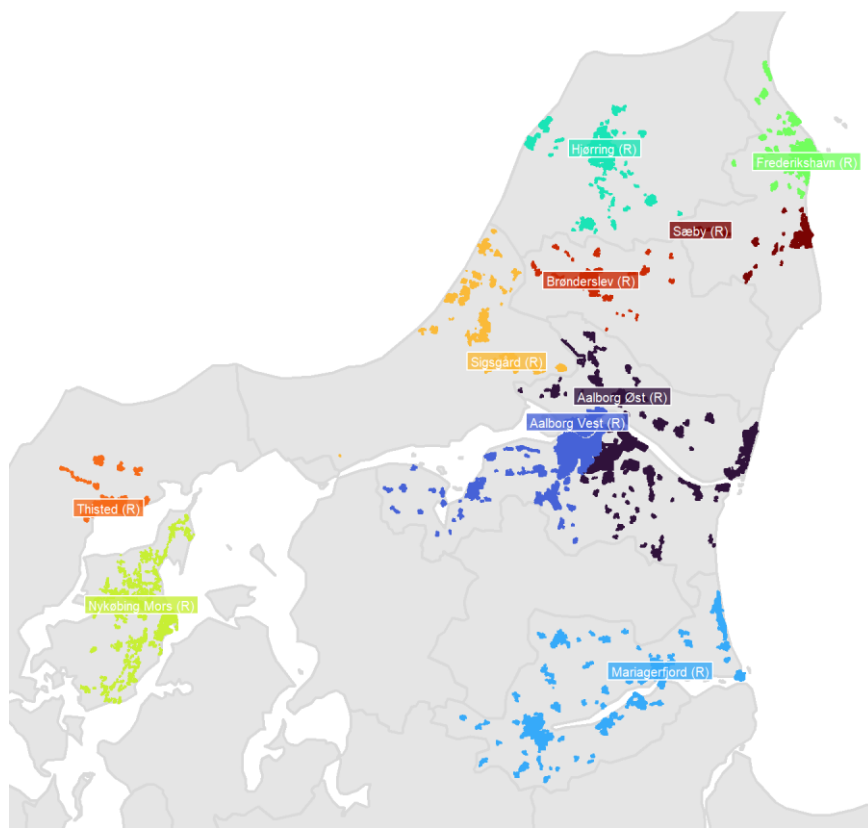 Hjørring (R)
Frederikshavn (R)
Sæby (R)
Brønderslev (R)
Sigsgård (R)
Aalborg Øst (R)
Aalborg Vest (R)
Thisted (R)
Nykøbing Mors (R)
Mariagerfjord (R)